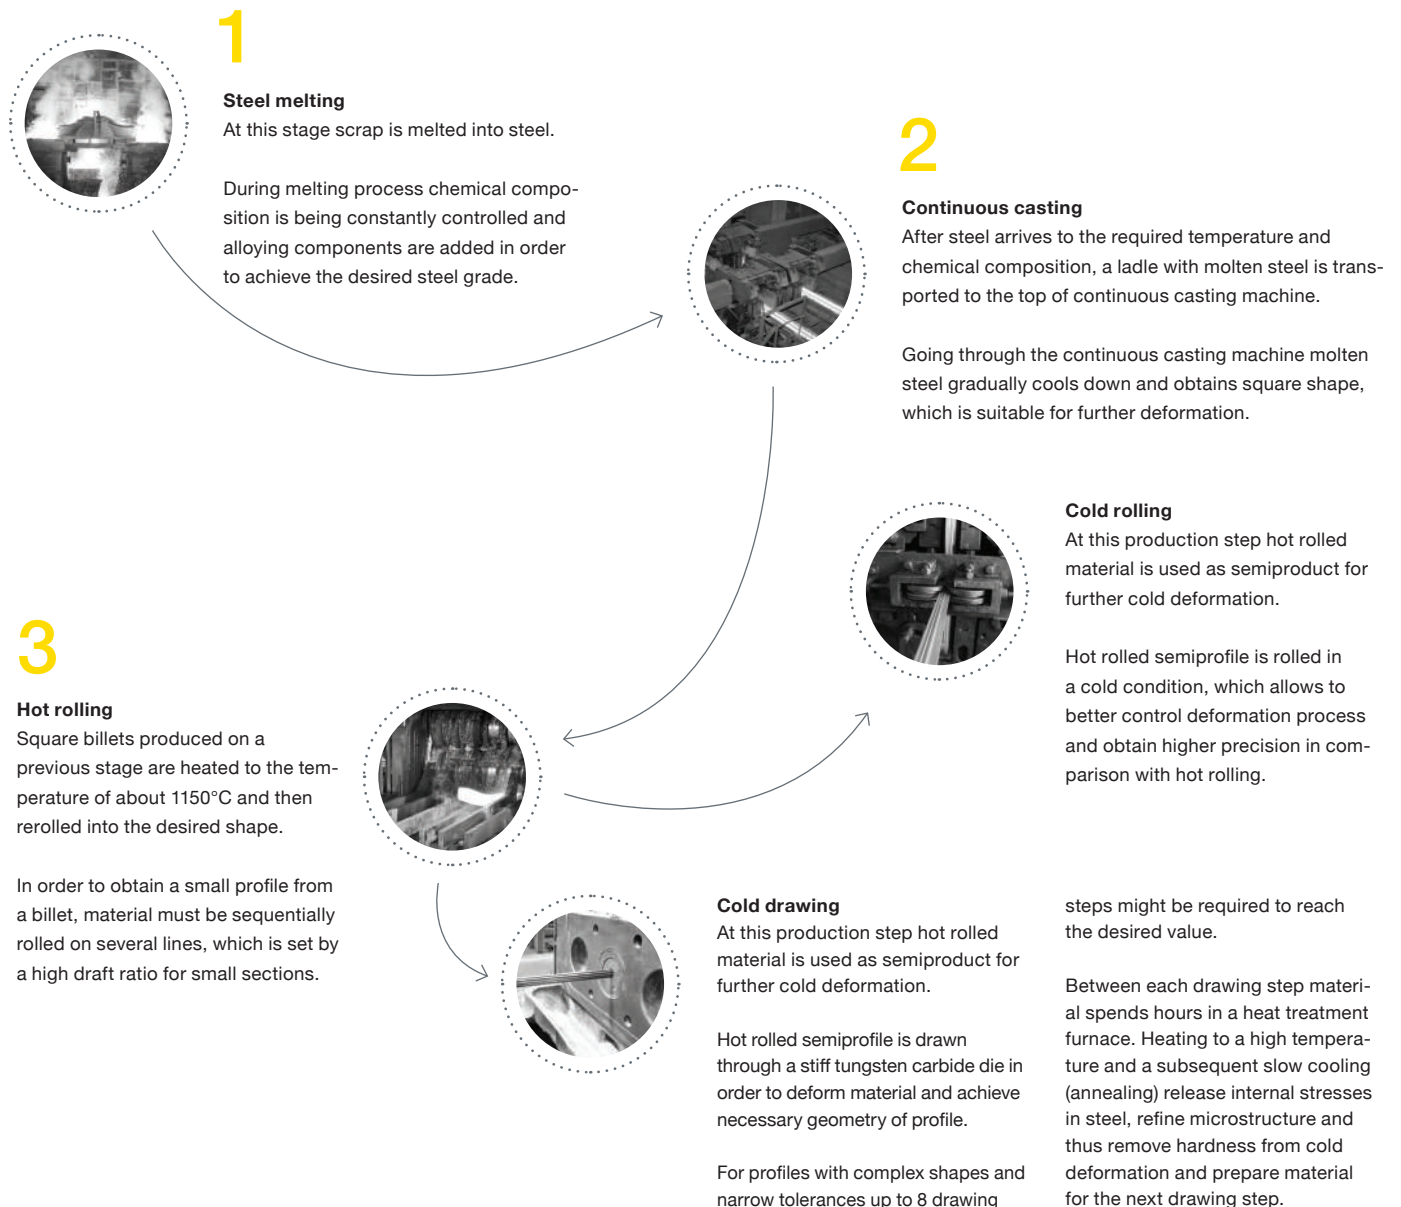 1
Steel melting
At this stage scrap is melted into steel.
During melting process chemical compo-
sition is being constantly controlled and
alloying components are added in order
to achieve the desired steel grade.
2
Continuous casting
After steel arrives to the required temperature and
chemical composition, a ladle with molten steel is trans-
ported to the top of continuous casting machine.
Going through the continuous casting machine molten
steel gradually cools down and obtains square shape,
which is suitable for further deformation.
3
Hot rolling
Square billets produced on a
previous stage are heated to the tem-
perature of about 1150°C and then
rerolled into the desired shape.
In order to obtain a small profile from
a billet, material must be sequentially
rolled on several lines, which is set by
a high draft ratio for small sections.
Cold rolling
At this production step hot rolled
material is used as semiproduct for
further cold deformation.
Hot rolled semiprofile is rolled in
a cold condition, which allows to
better control deformation process
and obtain higher precision in com-
parison with hot rolling.
Cold drawing
At this production step hot rolled
material is used as semiproduct for
further cold deformation.
Hot rolled semiprofile is drawn
through a stiff tungsten carbide die in
order to deform material and achieve
necessary geometry of profile.
For profiles with complex shapes and
narrow tolerances up to 8 drawing
steps might be required to reach
the desired value.
Between each drawing step materi-
al spends hours in a heat treatment
furnace. Heating to a high tempera-
ture and a subsequent slow cooling
(annealing) release internal stresses
in steel, refine microstructure and
thus remove hardness from cold
deformation and prepare material
for the next drawing step.